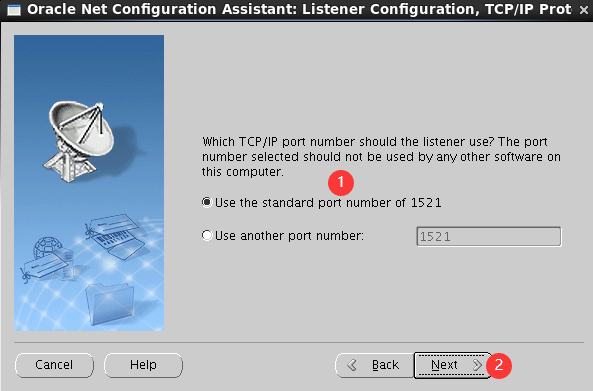 Oracle Net Configuration Assistant: Listener Configuration, TCP/IP Prot
Which TCP/IP port number should the listener use? The port
number selected should not be used by any other software on
this computer.
1
Use the standard port number of 1521
Use another port number: 1521
Cancel Help Back Next 2